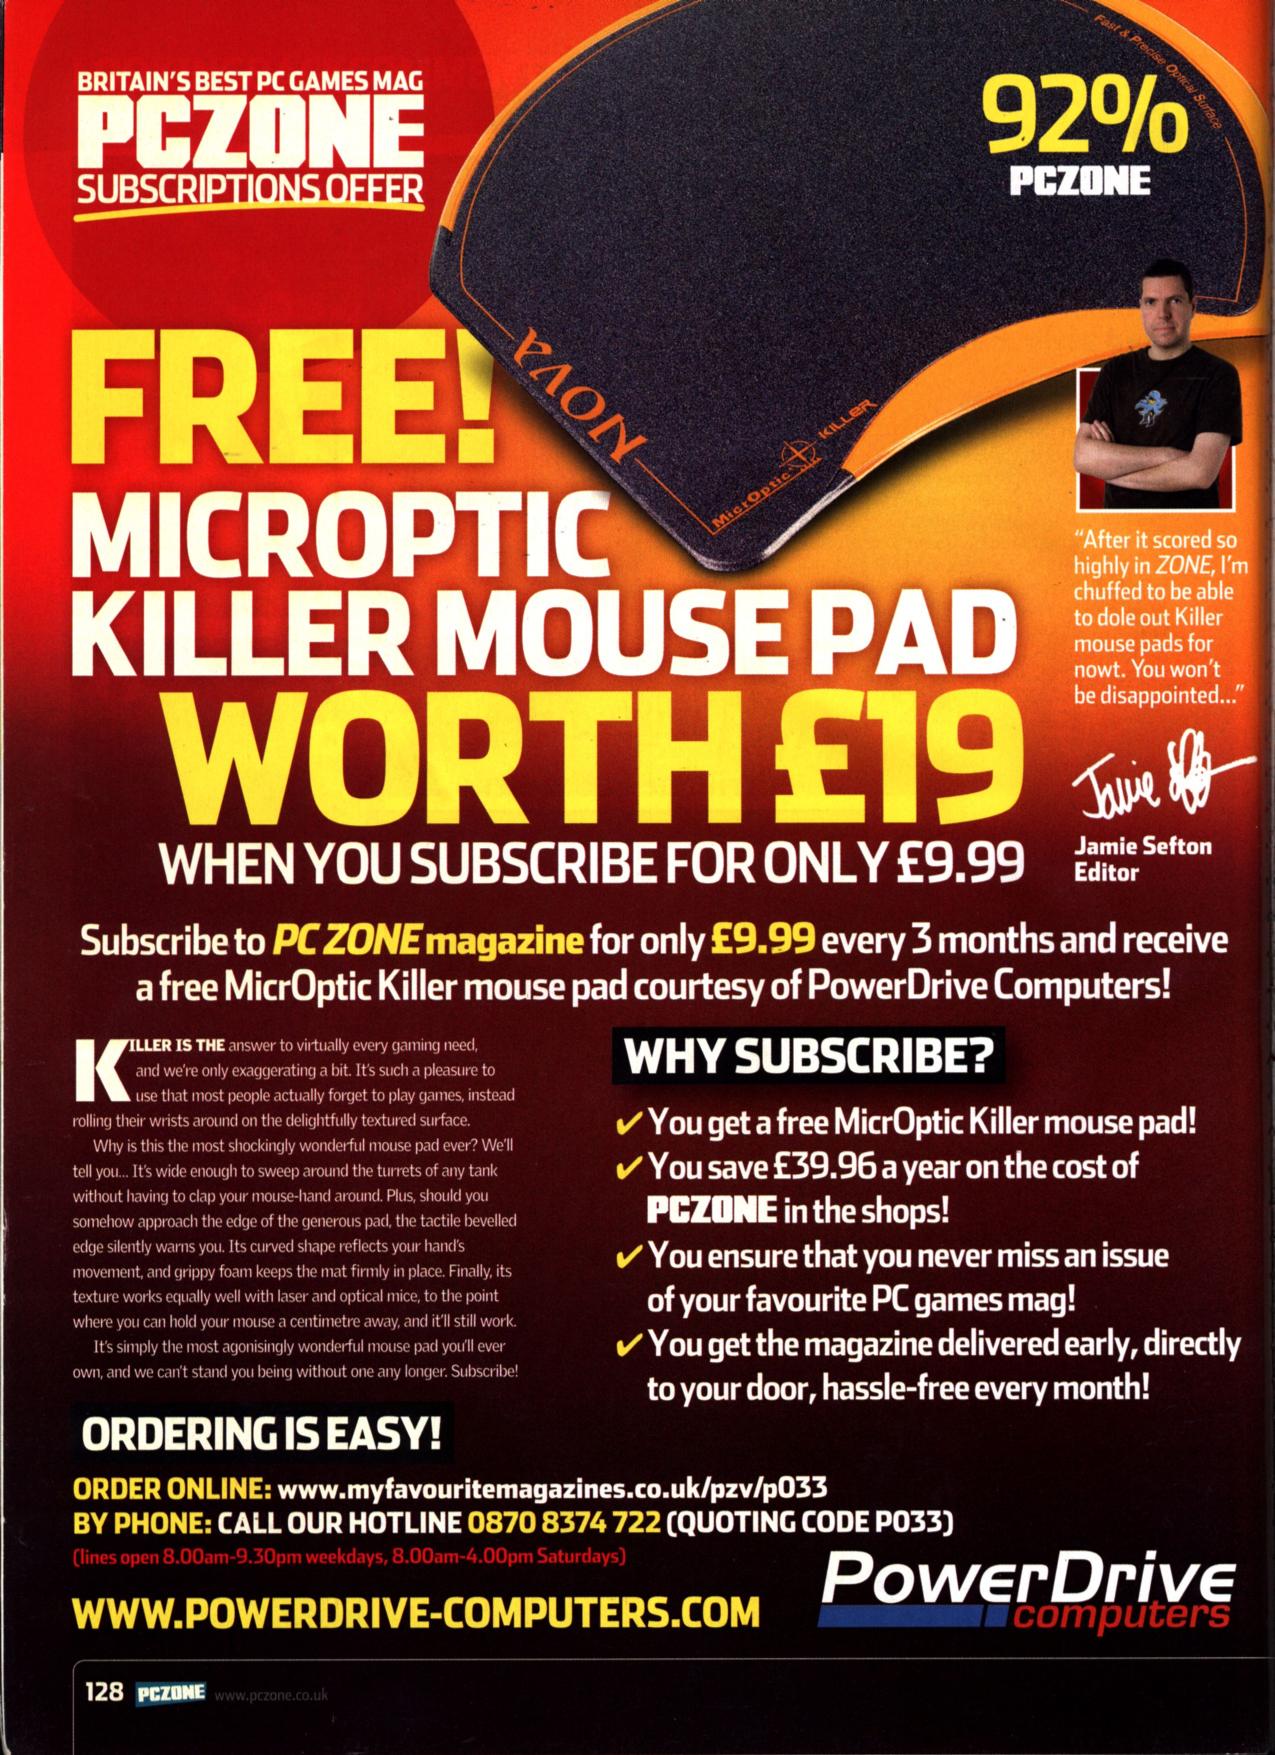 BRITAIN'S BEST PC GAMES MAG
PCZONE
SUBSCRIPTIONS OFFER
Fast & Precise Optical Surface
92%
PCZONE
NOVA
MicrOptic KILLER
FREE!
MICROPTIC
KILLER MOUSE PAD
WORTH £19
WHEN YOU SUBSCRIBE FOR ONLY £9.99
"After it scored so
highly in ZONE, I'm
chuffed to be able
to dole out Killer
mouse pads for
nowt. You won't
be disappointed..."
Jamie
Jamie Sefton
Editor
Subscribe to PC ZONE magazine for only £9.99 every 3 months and receive
a free MicrOptic Killer mouse pad courtesy of PowerDrive Computers!
KILLER IS THE answer to virtually every gaming need,
and we're only exaggerating a bit. It's such a pleasure to
use that most people actually forget to play games, instead
rolling their wrists around on the delightfully textured surface.
Why is this the most shockingly wonderful mouse pad ever? We'll
tell you... It's wide enough to sweep around the turrets of any tank
without having to clap your mouse-hand around. Plus, should you
somehow approach the edge of the generous pad, the tactile bevelled
edge silently warns you. Its curved shape reflects your hand's
movement, and grippy foam keeps the mat firmly in place. Finally, its
texture works equally well with laser and optical mice, to the point
where you can hold your mouse a centimetre away, and it'll still work.
It's simply the most agonisingly wonderful mouse pad you'll ever
own, and we can't stand you being without one any longer. Subscribe!
WHY SUBSCRIBE?
✓ You get a free MicrOptic Killer mouse pad!
✓ You save £39.96 a year on the cost of
PCZONE in the shops!
✓ You ensure that you never miss an issue
of your favourite PC games mag!
✓ You get the magazine delivered early, directly
to your door, hassle-free every month!
ORDERING IS EASY!
ORDER ONLINE: www.myfavouritemagazines.co.uk/pzv/p033
BY PHONE: CALL OUR HOTLINE 0870 8374 722 (QUOTING CODE P033)
(lines open 8.00am-9.30pm weekdays, 8.00am-4.00pm Saturdays)
WWW.POWERDRIVE-COMPUTERS.COM
PowerDrive
computers
128 PCZONE www.pczone.co.uk